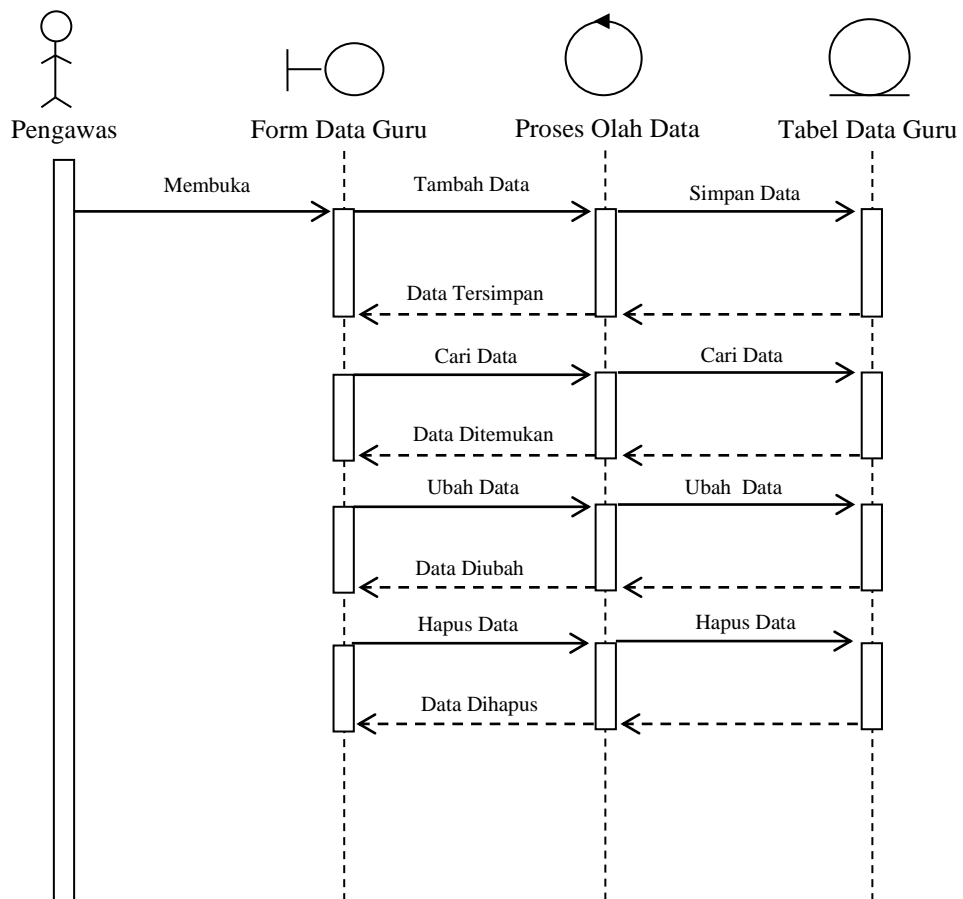 Pengawas
Form Data Guru
Proses Olah Data
Tabel Data Guru
Membuka
Tambah Data
Simpan Data
Data Tersimpan
Cari Data
Cari Data
Data Ditemukan
Ubah Data
Ubah  Data
Data Diubah
Hapus Data
Hapus Data
Data Dihapus